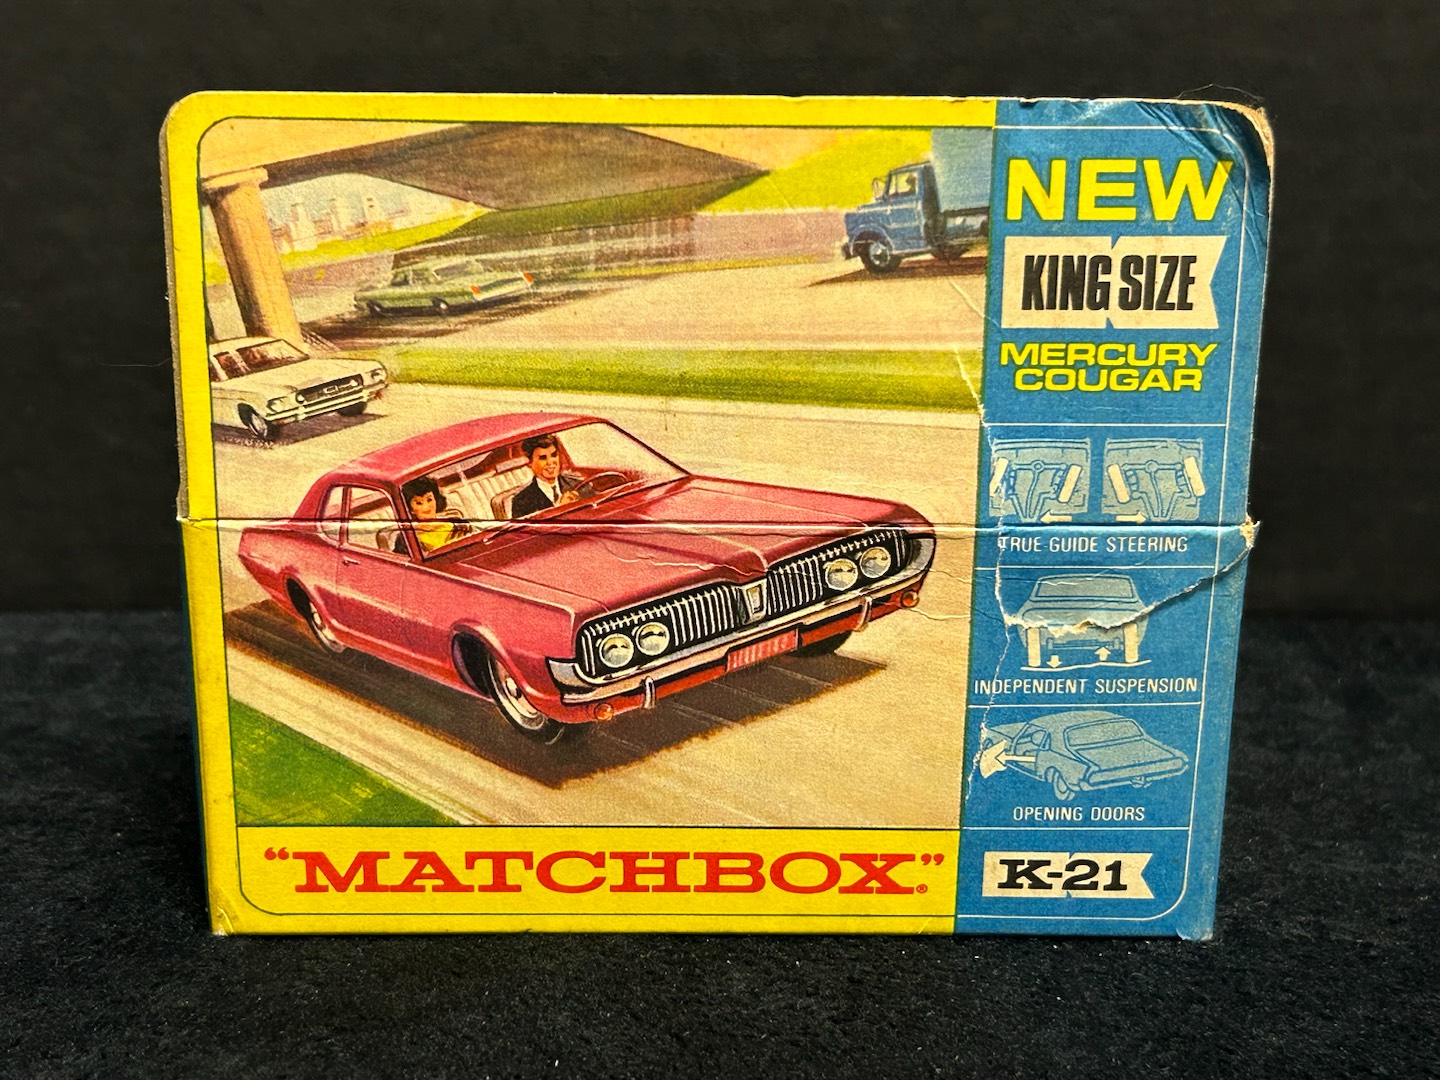 NEW
KING SIZE
MERCURY
COUGAR
TRUE GUIDE STEERING
INDEPENDENT SUSPENSION
OPENING DOORS
"MATCHBOX"®
K-21